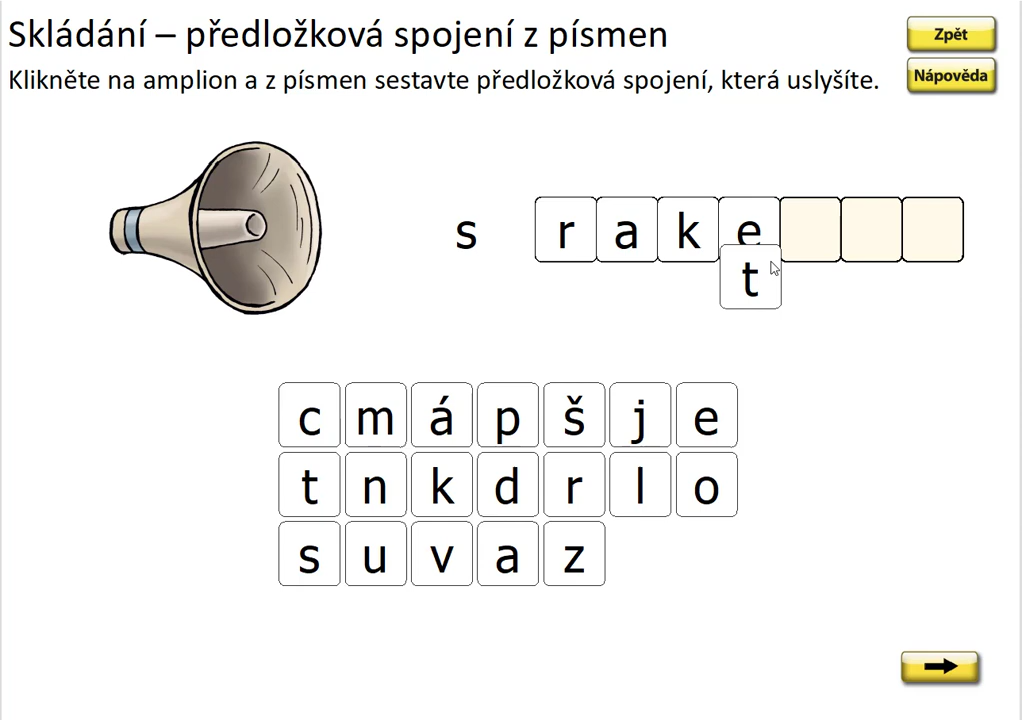 Skládání – předložková spojení z písmen
Zpět
Klikněte na amplion a z písmen sestavte předložková spojení, která uslyšíte.
Nápověda
s r a k e
t
c m á p š j e
t n k d r l o
s u v a z